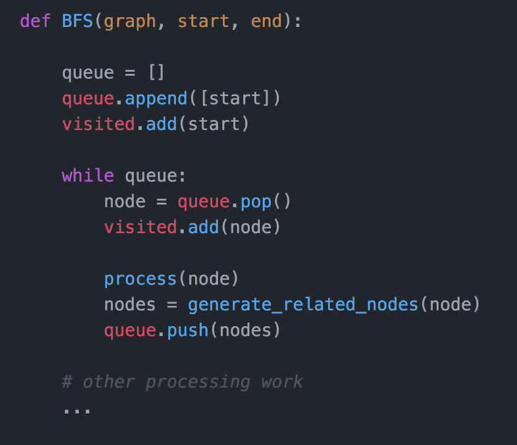 def BFS(graph, start, end):
queue = []
queue.append([start])
visited.add(start)
while queue:
node = queue.pop()
visited.add(node)
process(node)
nodes = generate_related_nodes(node)
queue.push(nodes)
# other processing work
...